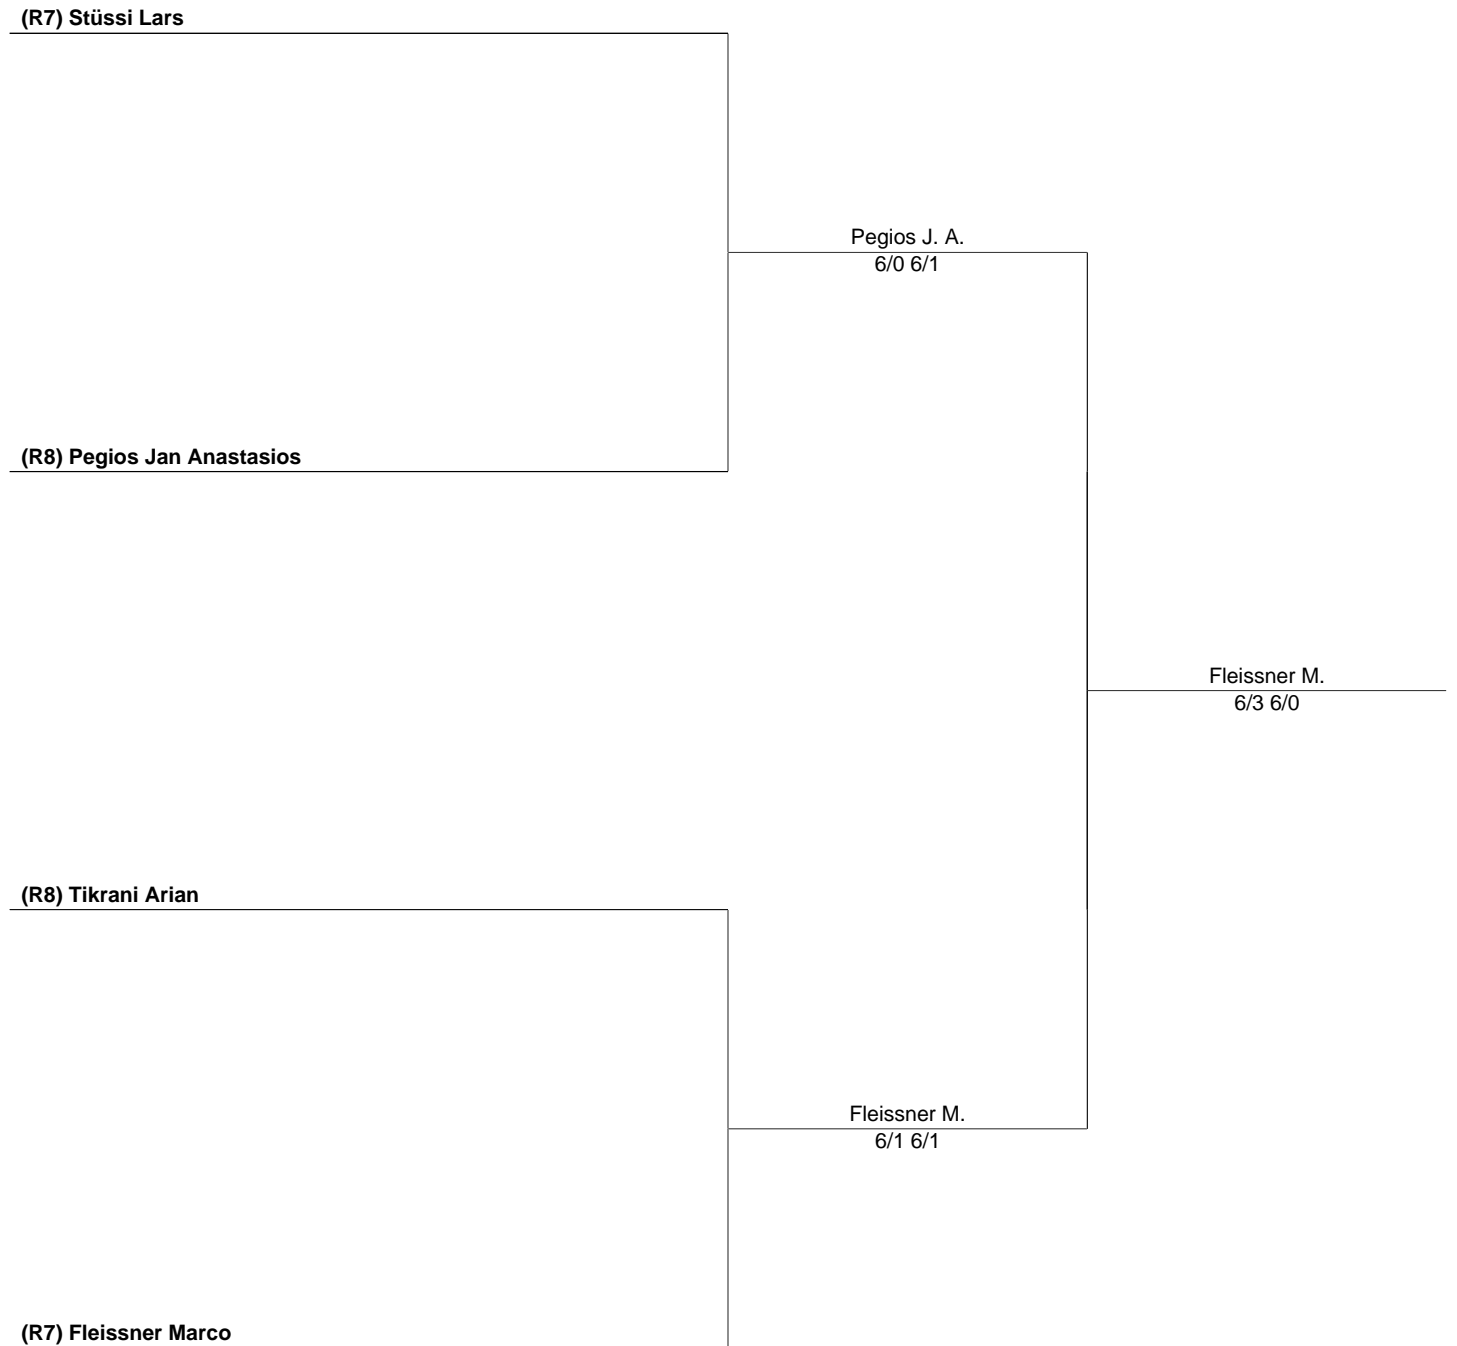 (R7) Stüssi Lars
Pegios J. A.
6/0 6/1
(R8) Pegios Jan Anastasios
Fleissner M.
6/3 6/0
(R8) Tikrani Arian
Fleissner M.
6/1 6/1
(R7) Fleissner Marco